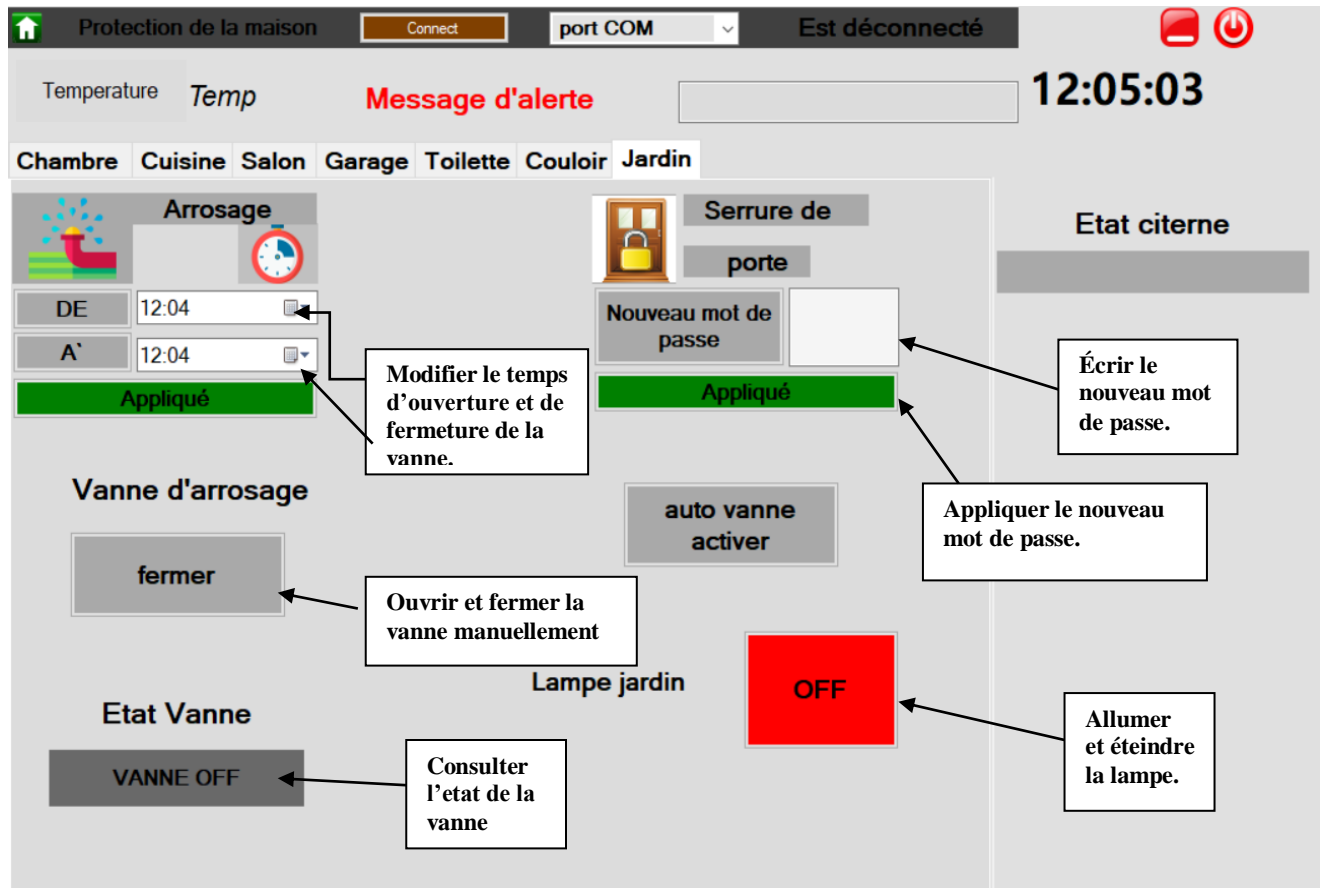 Protection de la maison Connect port COM Est déconnecté
Temperature Temp Message d'alerte 12:05:03
Chambre Cuisine Salon Garage Toilette Couloir Jardin
Arrosage
DE 12:04
A` 12:04
Appliqué
Modifier le temps
d’ouverture et de
fermeture de la
vanne.
Serrure de
porte
Nouveau mot de
passe
Appliqué
Etat citerne
Écrir le
nouveau mot
de passe.
Appliquer le nouveau
mot de passe.
Vanne d'arrosage
fermer
Ouvrir et fermer la
vanne manuellement
auto vanne
activer
Lampe jardin OFF
Allumer
et éteindre
la lampe.
Etat Vanne
VANNE OFF
Consulter
l’etat de la
vanne